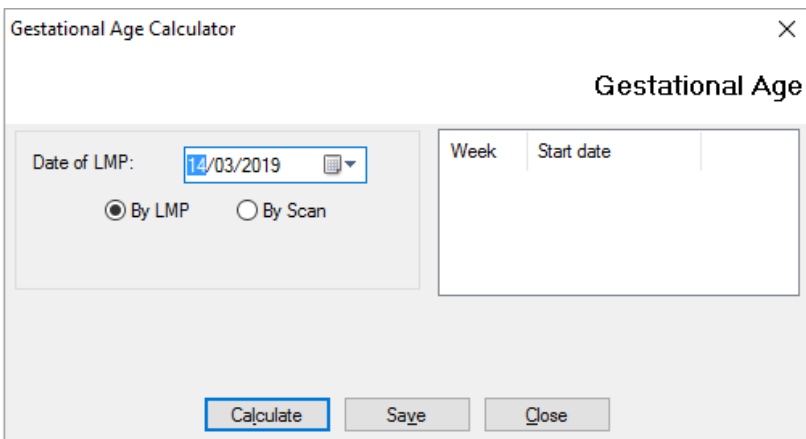 Gestational Age Calculator
Gestational Age
Date of LMP: 14/03/2019
By LMP By Scan
Week Start date
Calculate Save Close